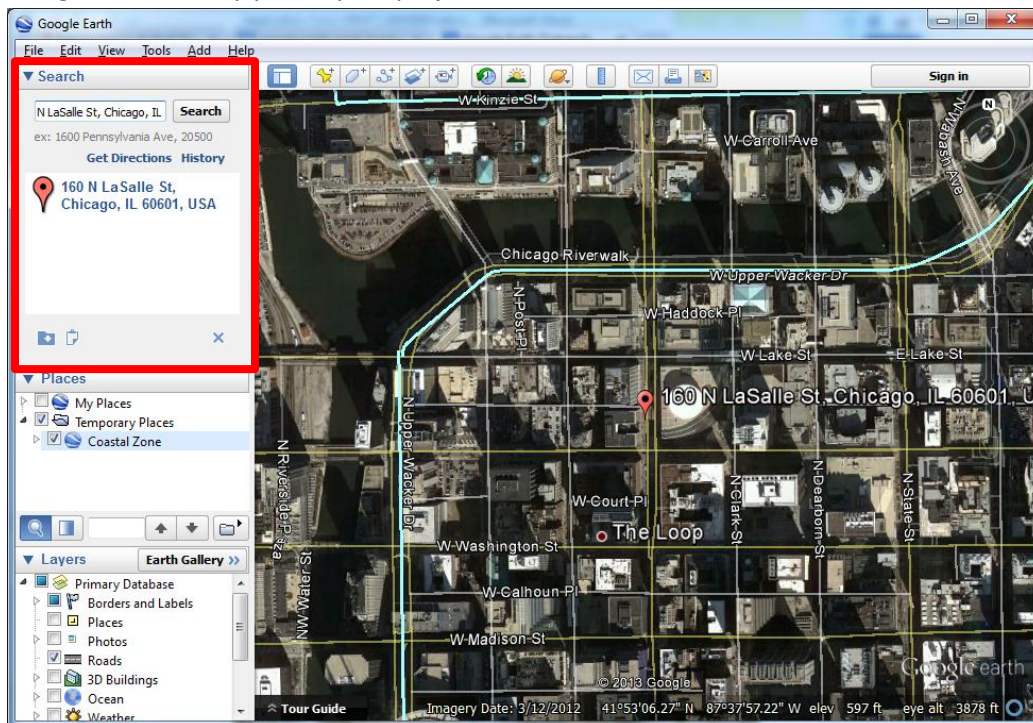 Google Earth
File Edit View Tools Add Help
Search
N LaSalle St, Chicago, IL
Search
ex: 1600 Pennsylvania Ave, 20500
Get Directions History
160 N LaSalle St,
Chicago, IL 60601, USA
Places
My Places
Temporary Places
Coastal Zone
Layers
Earth Gallery »
Primary Database
Borders and Labels
Places
Photos
Roads
3D Buildings
Ocean
Weather
Sign in
W Kinzie St
W Carroll Ave
N Wabash Ave
N
Chicago Riverwalk
W Upper Wacker Dr
N Post Pl
W Haddock Pl
W Lake St
E Lake St
160 N LaSalle St, Chicago, IL 60601, U
N Upper Wacker Dr
N Riverside Plaza
W Court Pl
N Clark St
N Dearborn St
N State St
The Loop
W Washington St
NW Water St
W Calhoun Pl
W Madison St
© 2013 Google
Google earth
Tour Guide
Imagery Date: 3/12/2012 41°53'06.27" N 87°37'57.22" W elev 597 ft eye alt 3878 ft